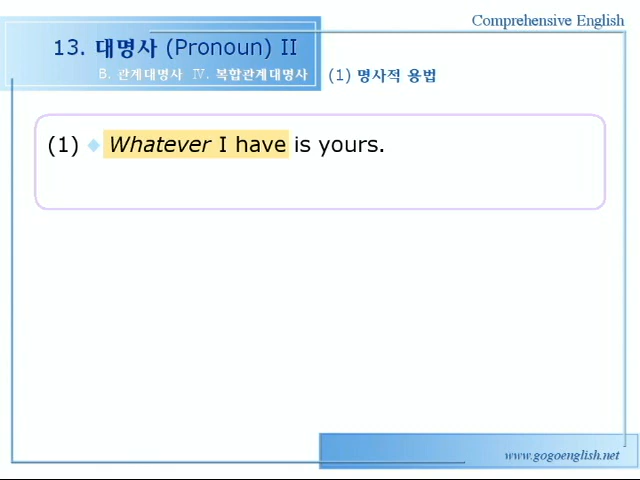 Comprehensive English
13. 대명사 (Pronoun) II
B. 관계대명사 Ⅳ. 복합관계대명사 (1) 명사적 용법
(1) ◆ Whatever I have is yours.
www.gogoenglish.net